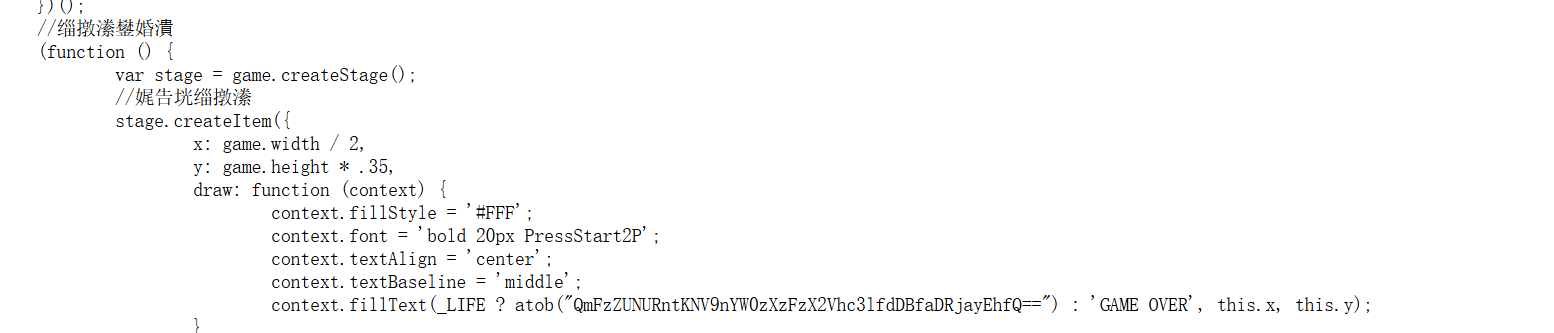 })();
//缁撴潫鐢婚潰
(function () {
var stage = game.createStage();
//娓告垙缁撴潫
stage.createItem({
x: game.width / 2,
y: game.height * .35,
draw: function (context) {
context.fillStyle = '#FFF';
context.font = 'bold 20px PressStart2P';
context.textAlign = 'center';
context.textBaseline = 'middle';
context.fillText(_LIFE ? atob("QmFzZUNURntKNV9nYW0zXzFzX2Vhc3lfdDBfaDRjayEhfQ==") : 'GAME OVER', this.x, this.y);
}